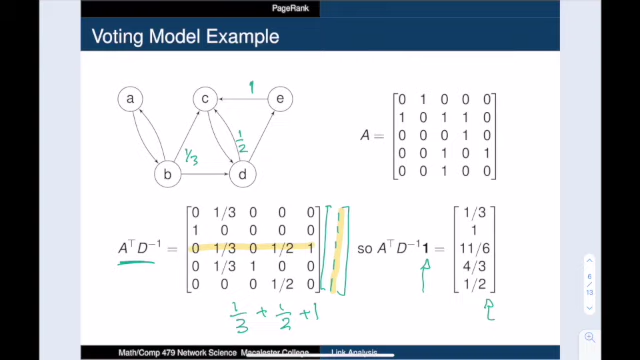 PageRank
Voting Model Example
a c e
b d
1/3
1/2
1
A = [0 1 0 0 0
1 0 1 1 0
0 0 0 1 0
0 0 1 0 1
0 0 1 0 0]
A⊤D−1 = [0 1/3 0 0 0
1 0 0 0 0
0 1/3 0 1/2 1
0 1/3 1 0 0
0 0 0 1/2 0]
so A⊤D−1 1 = [1/3
1
11/6
4/3
1/2]
1/3 + 1/2 + 1
6
13
Math/Comp 479 Network Science Macalester College Link Analysis